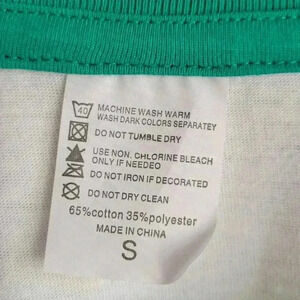 40
MACHINE WASH WARM
WASH DARK COLORS SEPARATEY
DO NOT TUMBLE DRY
USE NON. CHLORINE BLEACH
ONLY IF NEEDED
DO NOT IRON IF DECORATED
DO NOT DRY CLEAN
65%cotton 35%polyester
MADE IN CHINA
S